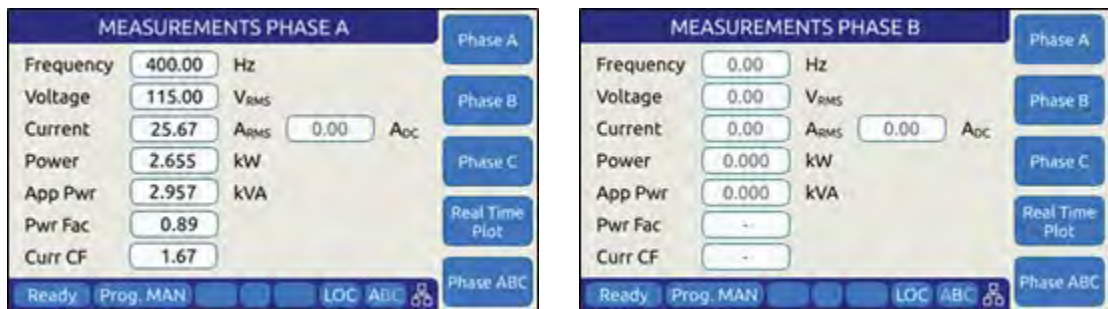 MEASUREMENTS PHASE A
Frequency 400.00 Hz
Voltage 115.00 VRMS
Current 25.67 ARMS 0.00 ADC
Power 2.655 kW
App Pwr 2.957 kVA
Pwr Fac 0.89
Curr CF 1.67
Ready Prog. MAN LOC ABC
Phase A
Phase B
Phase C
Real Time
Plot
Phase ABC
MEASUREMENTS PHASE B
Frequency 0.00 Hz
Voltage 0.00 VRMS
Current 0.00 ARMS 0.00 ADC
Power 0.000 kW
App Pwr 0.000 kVA
Pwr Fac -
Curr CF -
Ready Prog. MAN LOC ABC
Phase A
Phase B
Phase C
Real Time
Plot
Phase ABC